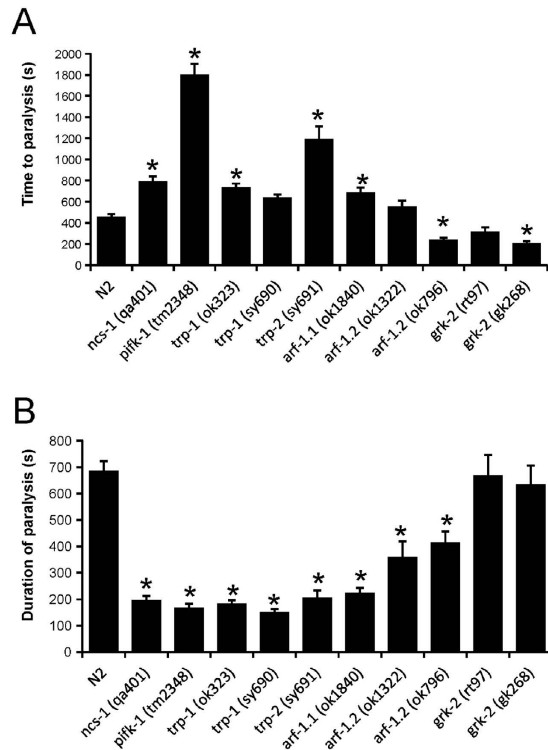 A
Time to paralysis (s)
2000
1800
1600
1400
1200
1000
800
600
400
200
0
* * * * * * *
N2
ncs-1 (qa401)
pifk-1 (tm2348)
trp-1 (ok323)
trp-1 (sy690)
trp-2 (sy691)
arf-1.1 (ok1840)
arf-1.2 (ok1322)
arf-1.2 (ok796)
grk-2 (rt97)
grk-2 (gk268)
B
Duration of paralysis (s)
800
700
600
500
400
300
200
100
0
* * * * * * * *
N2
ncs-1 (qa401)
pifk-1 (tm2348)
trp-1 (ok323)
trp-1 (sy690)
trp-2 (sy691)
arf-1.1 (ok1840)
arf-1.2 (ok1322)
arf-1.2 (ok796)
grk-2 (rt97)
grk-2 (gk268)